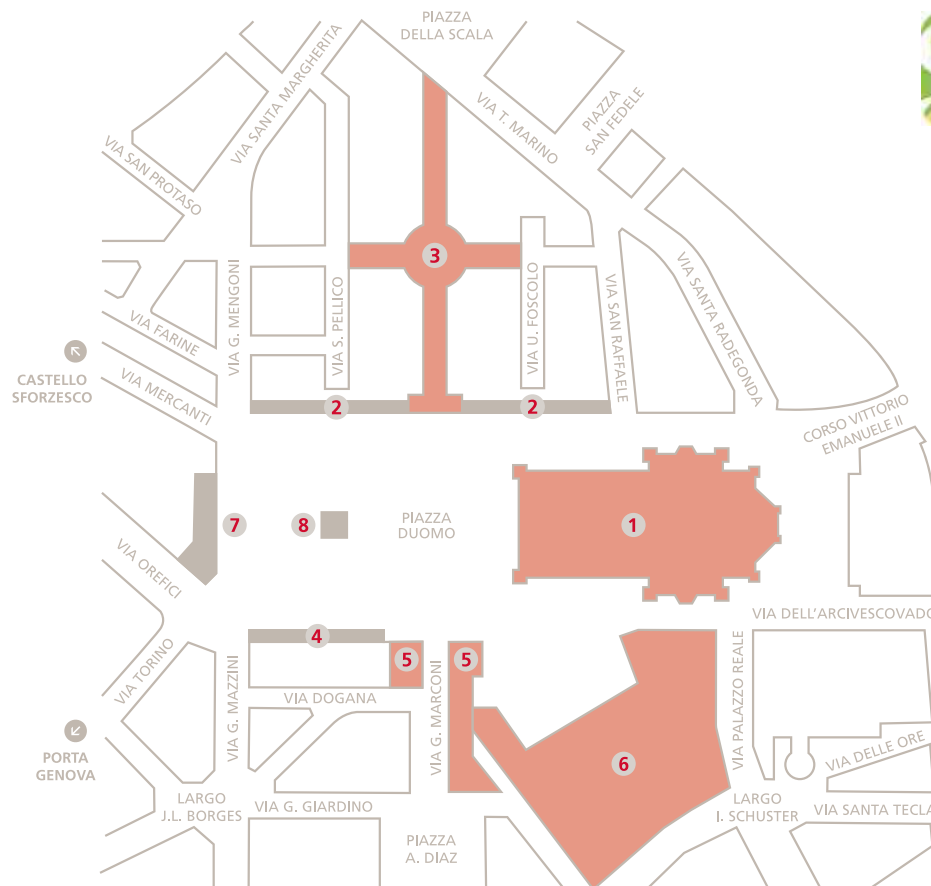 PIAZZA
DELLA SCALA
VIA SANTA MARGHERITA
VIA T. MARINO
PIAZZA
SAN FEDELE
VIA SAN PROTASO
3
VIA G. MENGONI
VIA S. PELLICO
VIA U. FOSCOLO
VIA SAN RAFFAELE
VIA SANTA RADEGONDA
VIA FARINE
CASTELLO
SFORZESCO
VIA MERCANTI
2
2
CORSO VITTORIO
EMANUELE II
7
8
PIAZZA
DUOMO
1
VIA OREFICI
VIA DELL'ARCIVESCOVADO
4
5
5
VIA TORINO
VIA G. MAZZINI
VIA DOGANA
VIA G. MARCONI
VIA PALAZZO REALE
PORTA
GENOVA
6
VIA DELLE ORE
LARGO
J.L. BORGES
VIA G. GIARDINO
LARGO
I. SCHUSTER
VIA SANTA TECLA
PIAZZA
A. DIAZ